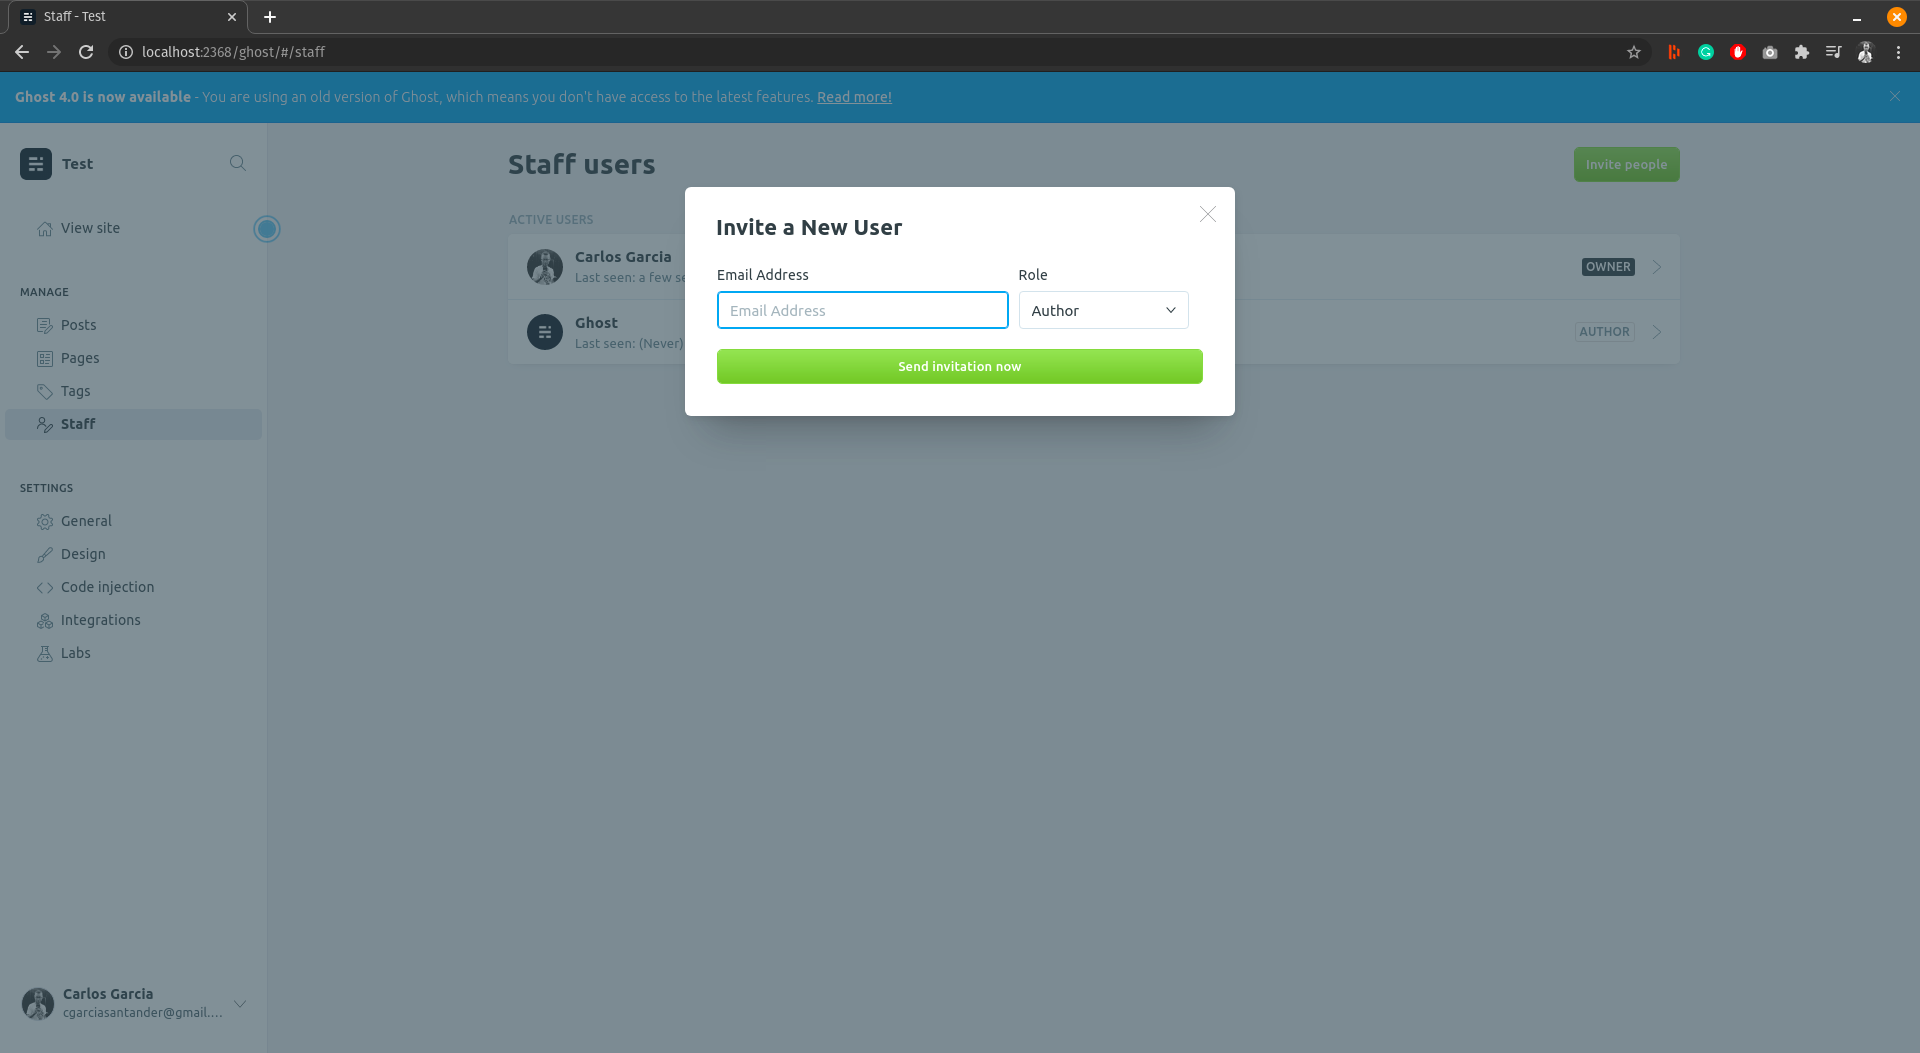 Staff - Test
localhost:2368/ghost/#/staff
Ghost 4.0 is now available - You are using an old version of Ghost, which means you don't have access to the latest features. Read more!
Test
View site
MANAGE
Posts
Pages
Tags
Staff
SETTINGS
General
Design
Code injection
Integrations
Labs
Carlos Garcia
cgarciasantander@gmail....
Staff users
Invite people
ACTIVE USERS
Carlos Garcia
Last seen: a few se
OWNER
Ghost
Last seen: (Never)
AUTHOR
Invite a New User
Email Address
Role
Email Address
Author
Send invitation now